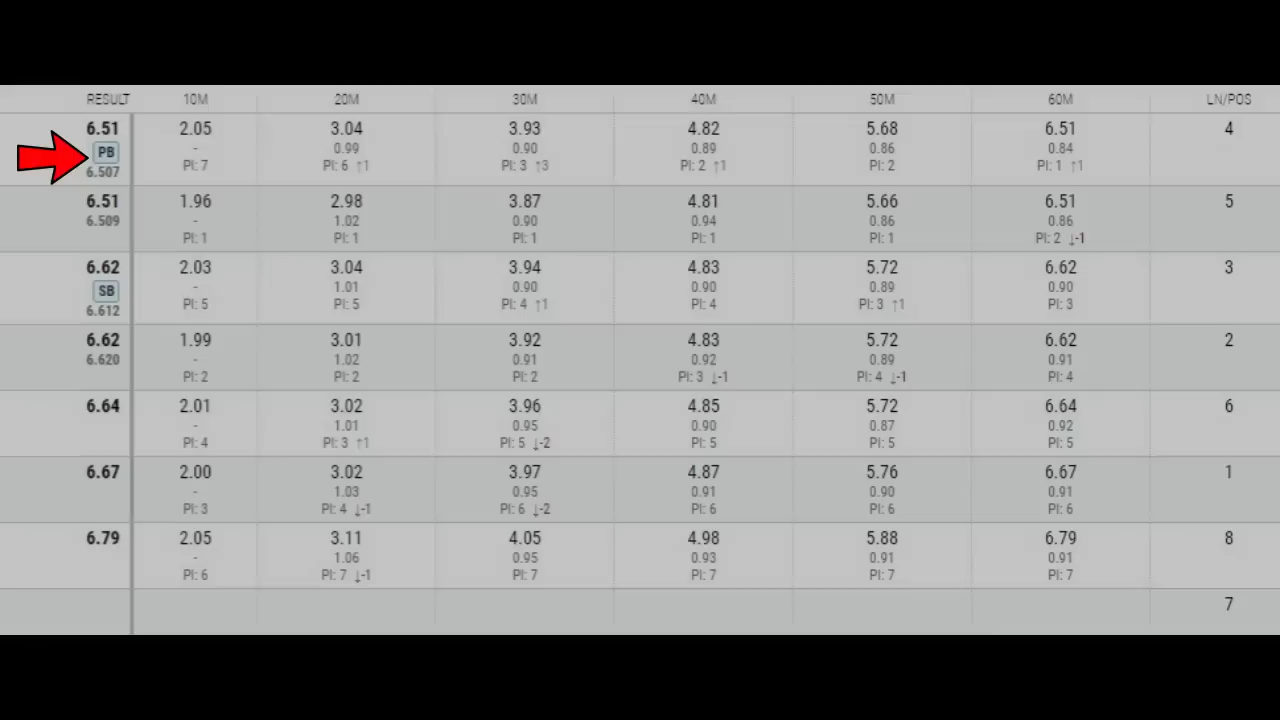 RESULT 10M 20M 30M 40M 50M 60M LN/POS
6.51 2.05 3.04 3.93 4.82 5.68 6.51 4
PB - 0.99 0.90 0.89 0.86 0.84
6.507 Pl: 7 Pl: 6 ↑1 Pl: 3 ↑3 Pl: 2 ↑1 Pl: 2 Pl: 1 ↑1
6.51 1.96 2.98 3.87 4.81 5.66 6.51 5
6.509 - 1.02 0.90 0.94 0.86 0.86
Pl: 1 Pl: 1 Pl: 1 Pl: 1 Pl: 1 Pl: 2 ↓-1
6.62 2.03 3.04 3.94 4.83 5.72 6.62 3
SB - 1.01 0.90 0.90 0.89 0.90
6.612 Pl: 5 Pl: 5 Pl: 4 ↑1 Pl: 4 Pl: 3 ↑1 Pl: 3
6.62 1.99 3.01 3.92 4.83 5.72 6.62 2
6.620 - 1.02 0.91 0.92 0.89 0.91
Pl: 2 Pl: 2 Pl: 2 Pl: 3 ↓-1 Pl: 4 ↓-1 Pl: 4
6.64 2.01 3.02 3.96 4.85 5.72 6.64 6
- 1.01 0.95 0.90 0.87 0.92
Pl: 4 Pl: 3 ↑1 Pl: 5 ↓-2 Pl: 5 Pl: 5 Pl: 5
6.67 2.00 3.02 3.97 4.87 5.76 6.67 1
- 1.03 0.95 0.91 0.90 0.91
Pl: 3 Pl: 4 ↓-1 Pl: 6 ↓-2 Pl: 6 Pl: 6 Pl: 6
6.79 2.05 3.11 4.05 4.98 5.88 6.79 8
- 1.06 0.95 0.93 0.91 0.91
Pl: 6 Pl: 7 ↓-1 Pl: 7 Pl: 7 Pl: 7 Pl: 7
7